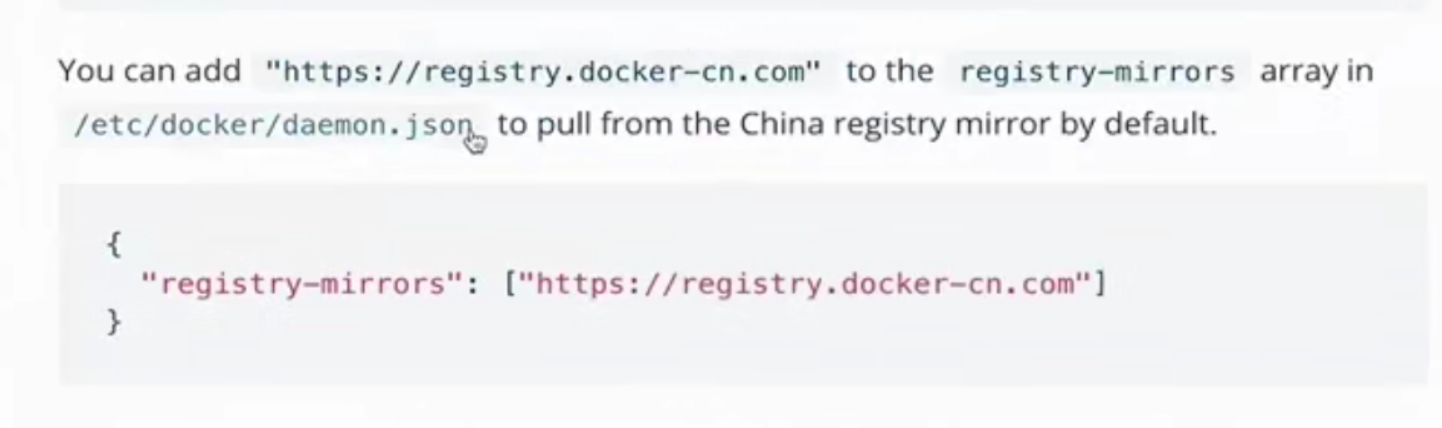 You can add "https://registry.docker-cn.com" to the registry-mirrors array in
/etc/docker/daemon.json to pull from the China registry mirror by default.
{
"registry-mirrors": ["https://registry.docker-cn.com"]
}